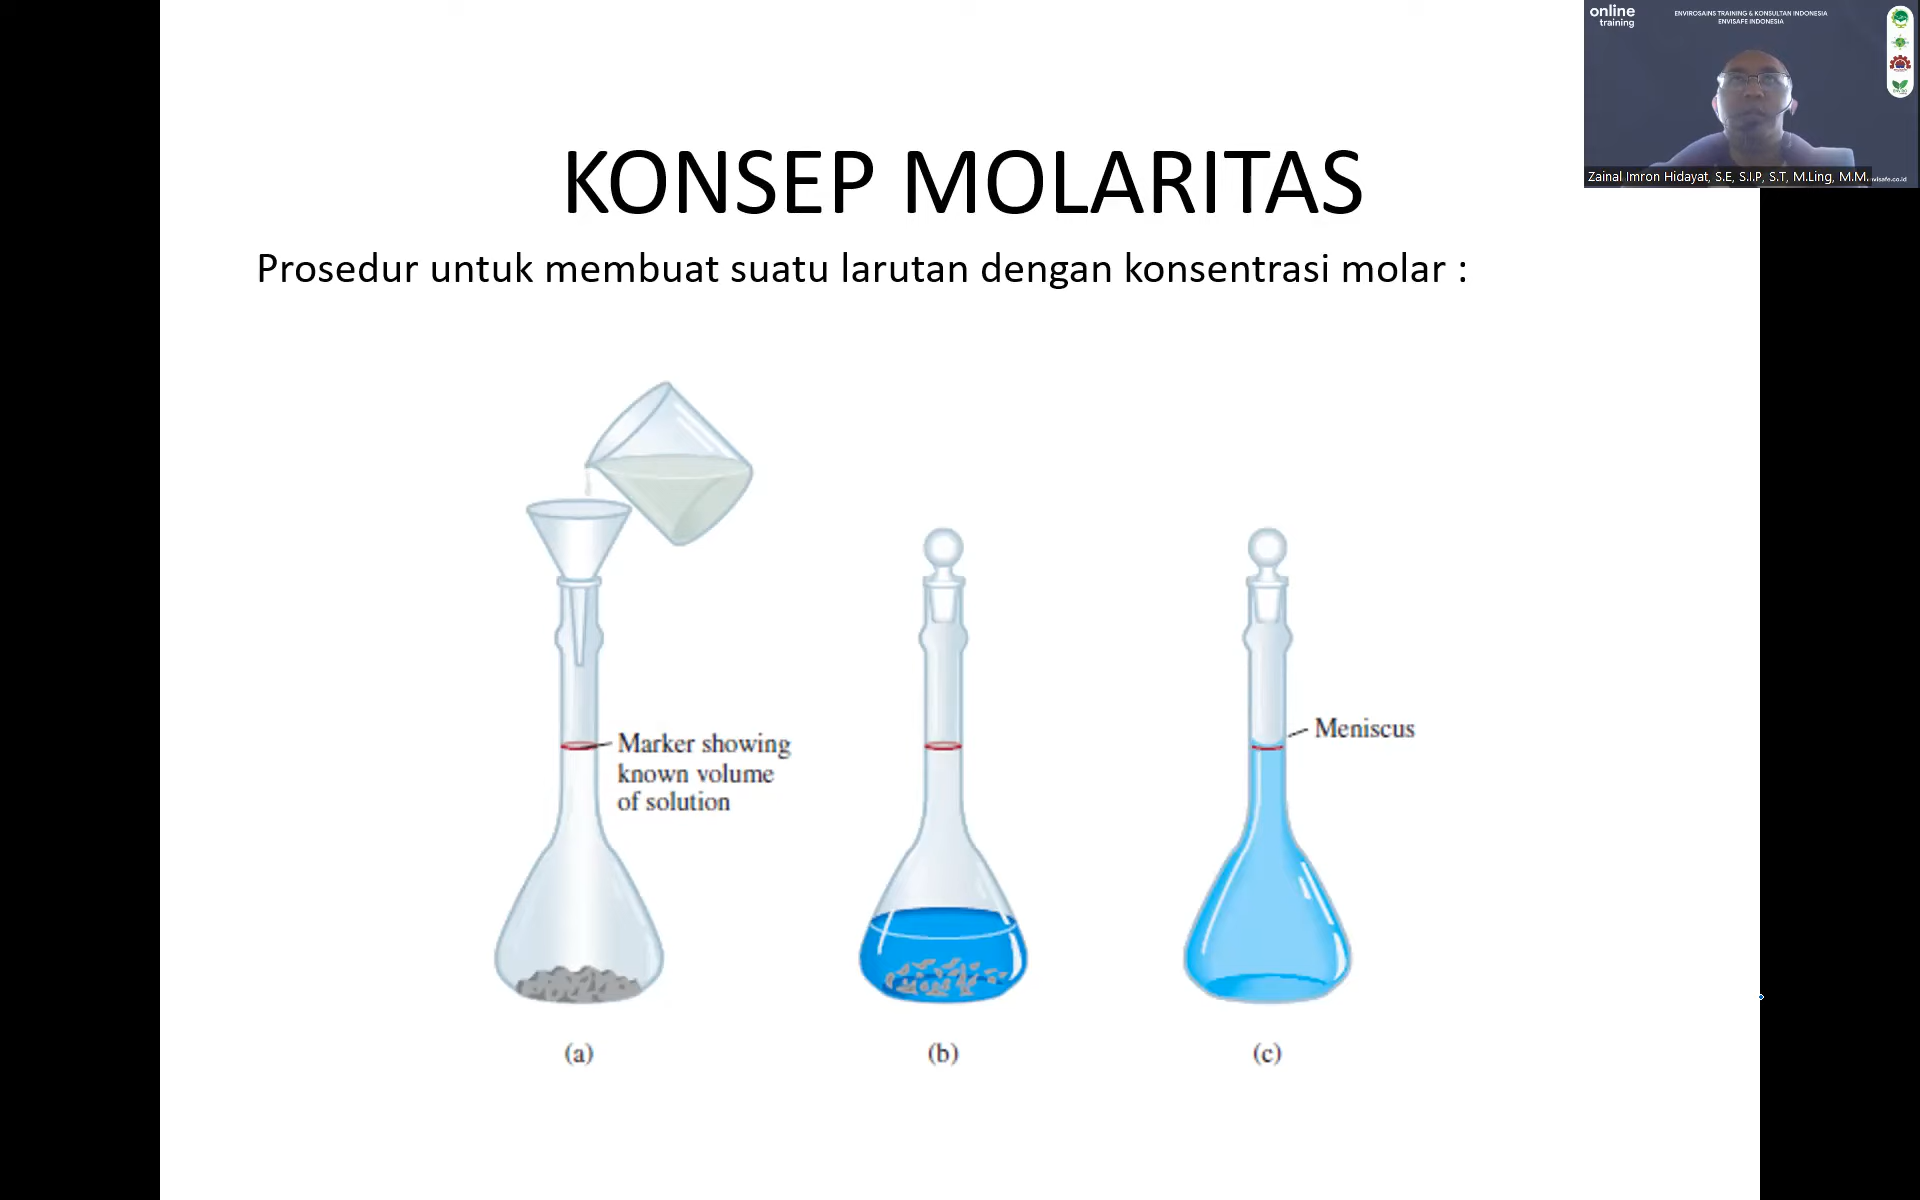 online
training
ENVIROSAINS TRAINING & KONSULTAN INDONESIA
ENVISAFE INDONESIA
Zainal Imron Hidayat, S.E, S.I.P, S.T, M.Ling, M.M.
KONSEP MOLARITAS
Prosedur untuk membuat suatu larutan dengan konsentrasi molar :
Marker showing
known volume
of solution
Meniscus
(a)
(b)
(c)